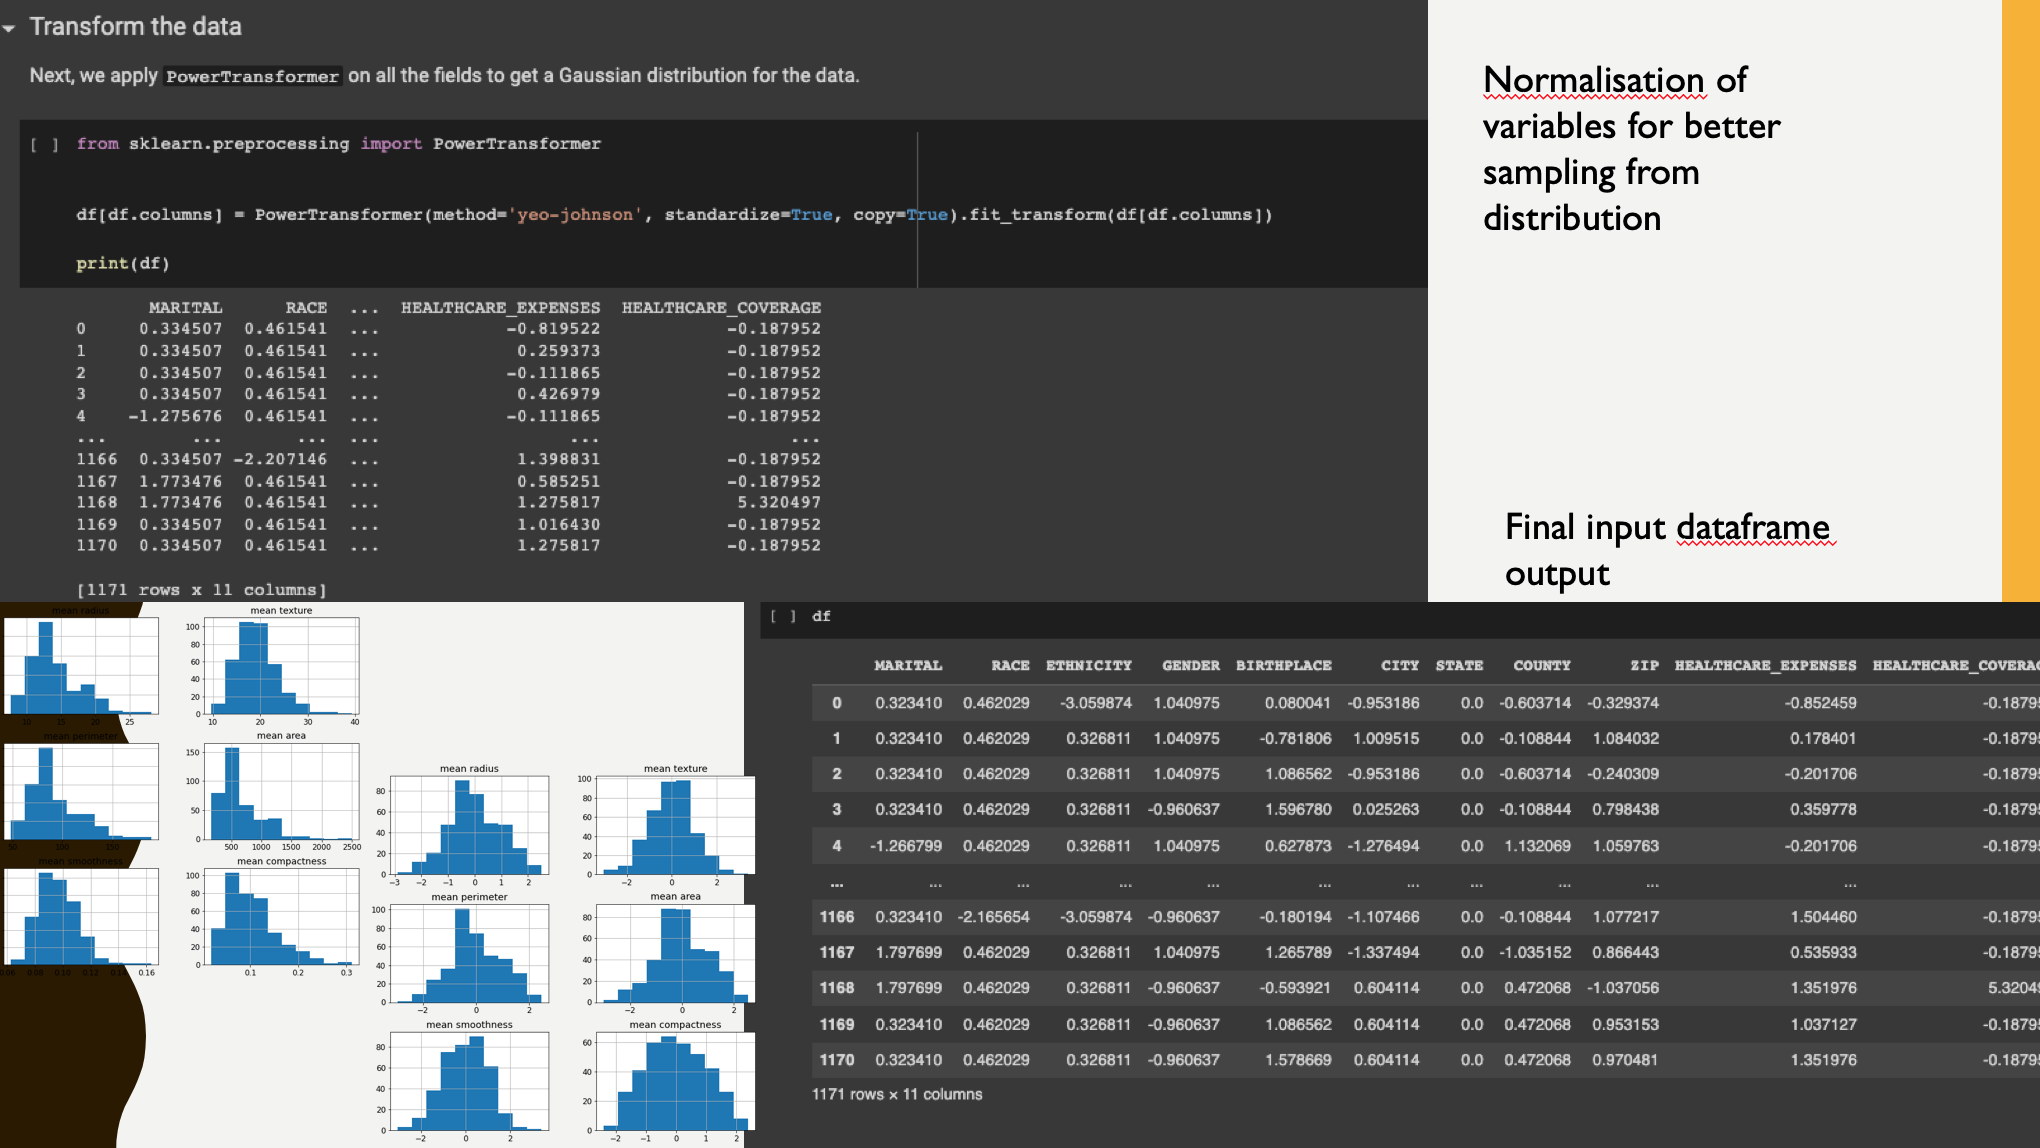 Transform the data
Next, we apply PowerTransformer on all the fields to get a Gaussian distribution for the data.
[ ] from sklearn.preprocessing import PowerTransformer
df[df.columns] = PowerTransformer(method='yeo-johnson', standardize=True, copy=True).fit_transform(df[df.columns])
print(df)
MARITAL RACE ... HEALTHCARE_EXPENSES HEALTHCARE_COVERAGE
0 0.334507 0.461541 ... -0.819522 -0.187952
1 0.334507 0.461541 ... 0.259373 -0.187952
2 0.334507 0.461541 ... -0.111865 -0.187952
3 0.334507 0.461541 ... 0.426979 -0.187952
4 -1.275676 0.461541 ... -0.111865 -0.187952
... ... ... ... ... ...
1166 0.334507 -2.207146 ... 1.398831 -0.187952
1167 1.773476 0.461541 ... 0.585251 -0.187952
1168 1.773476 0.461541 ... 1.275817 5.320497
1169 0.334507 0.461541 ... 1.016430 -0.187952
1170 0.334507 0.461541 ... 1.275817 -0.187952
[1171 rows x 11 columns]
Normalisation of
variables for better
sampling from
distribution
Final input dataframe
output
mean radius
10 15 20 25
mean texture
100
80
60
40
20
0
10 20 30 40
mean perimeter
50 100 150
mean area
150
100
50
0
500 1000 1500 2000 2500
mean smoothness
0.06 0.08 0.10 0.12 0.14 0.16
mean compactness
100
80
60
40
20
0
0.1 0.2 0.3
mean radius
80
60
40
20
0
-3 -2 -1 0 1 2
mean texture
100
80
60
40
20
0
-2 0 2
mean perimeter
100
80
60
40
20
0
-2 0 2
mean area
80
60
40
20
0
-2 0 2
mean smoothness
80
60
40
20
0
-2 0 2
mean compactness
60
40
20
0
-2 -1 0 1 2
[ ] df
MARITAL RACE ETHNICITY GENDER BIRTHPLACE CITY STATE COUNTY ZIP HEALTHCARE_EXPENSES HEALTHCARE_COVERAG
0 0.323410 0.462029 -3.059874 1.040975 0.080041 -0.953186 0.0 -0.603714 -0.329374 -0.852459 -0.18795
1 0.323410 0.462029 0.326811 1.040975 -0.781806 1.009515 0.0 -0.108844 1.084032 0.178401 -0.18795
2 0.323410 0.462029 0.326811 1.040975 1.086562 -0.953186 0.0 -0.603714 -0.240309 -0.201706 -0.18795
3 0.323410 0.462029 0.326811 -0.960637 1.596780 0.025263 0.0 -0.108844 0.798438 0.359778 -0.18795
4 -1.266799 0.462029 0.326811 1.040975 0.627873 -1.276494 0.0 1.132069 1.059763 -0.201706 -0.18795
... ... ... ... ... ... ... ... ... ... ...
1166 0.323410 -2.165654 -3.059874 -0.960637 -0.180194 -1.107466 0.0 -0.108844 1.077217 1.504460 -0.18795
1167 1.797699 0.462029 0.326811 1.040975 1.265789 -1.337494 0.0 -1.035152 0.866443 0.535933 -0.18795
1168 1.797699 0.462029 0.326811 -0.960637 -0.593921 0.604114 0.0 0.472068 -1.037056 1.351976 5.32049
1169 0.323410 0.462029 0.326811 -0.960637 1.086562 0.604114 0.0 0.472068 0.953153 1.037127 -0.18795
1170 0.323410 0.462029 0.326811 -0.960637 1.578669 0.604114 0.0 0.472068 0.970481 1.351976 -0.18795
1171 rows × 11 columns